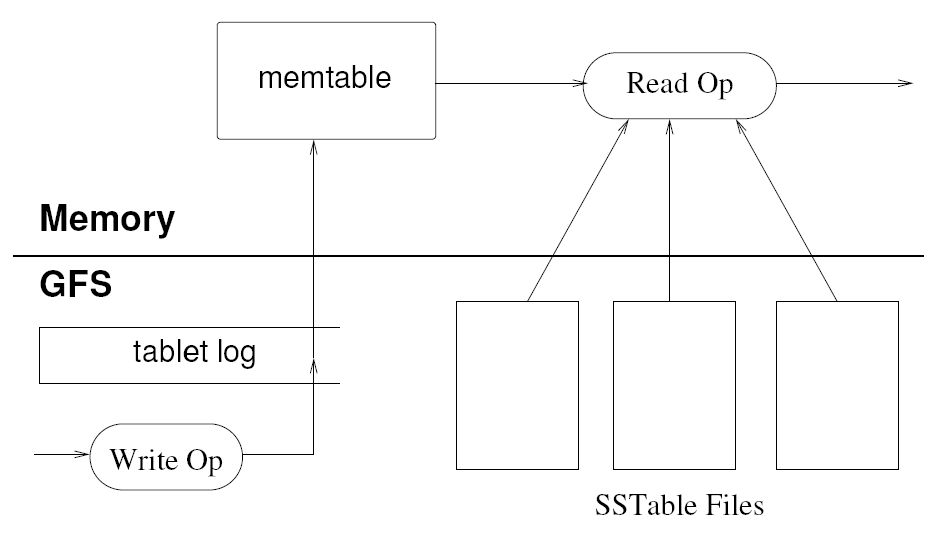 memtable
Read Op
Memory
GFS
tablet log
Write Op
SSTable Files